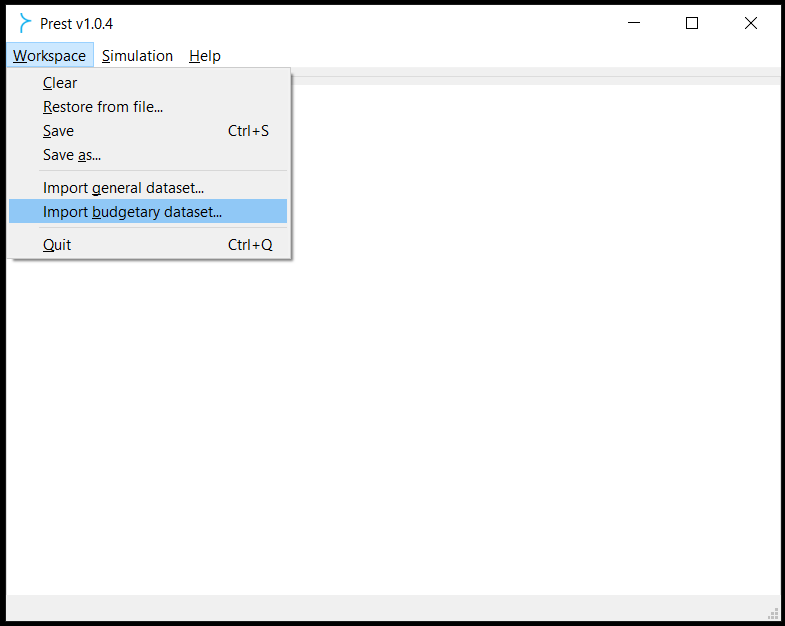 Prest v1.0.4
Workspace Simulation Help
Clear
Restore from file...
Save Ctrl+S
Save as...
Import general dataset...
Import budgetary dataset...
Quit Ctrl+Q